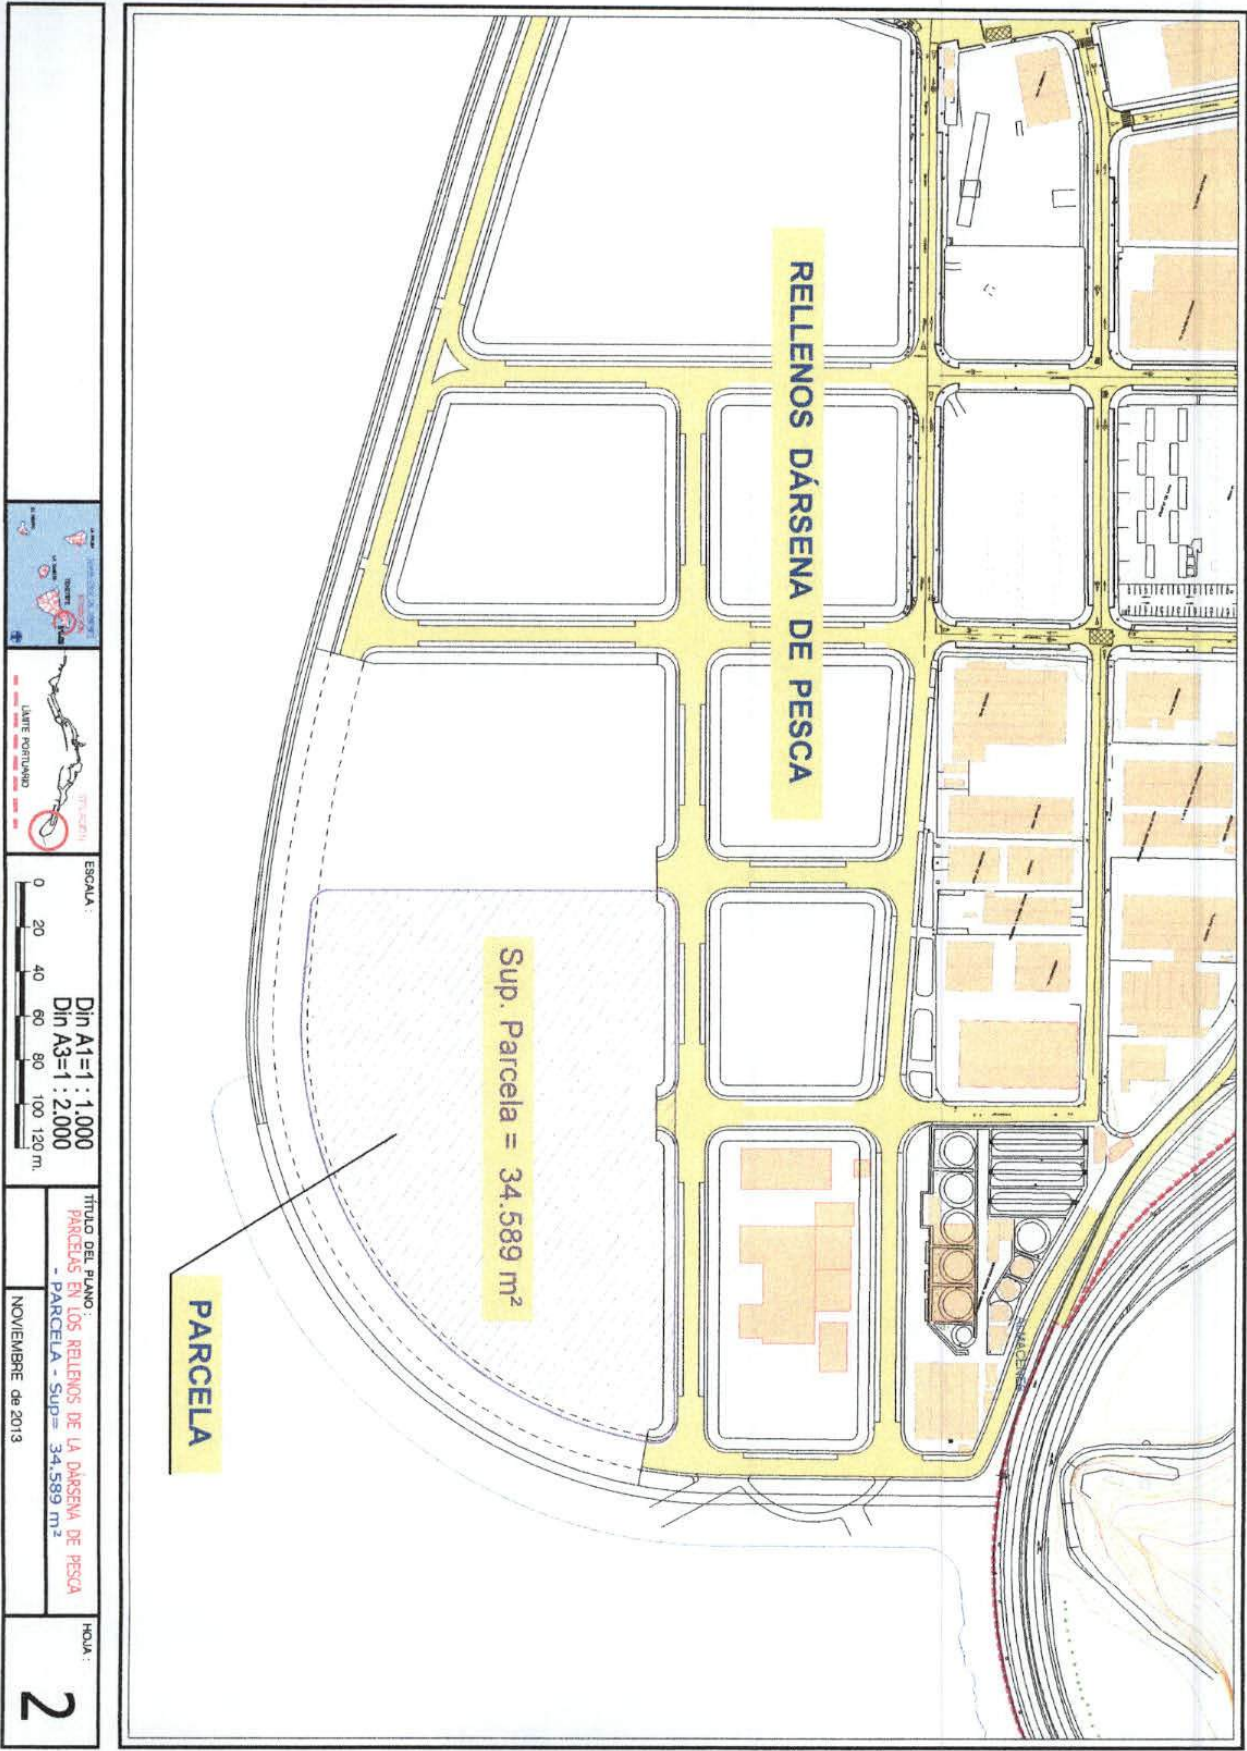 RELLENOS DÁRSENA DE PESCA
Sup. Parcela = 34.589 m²
PARCELA
ALMACENES
LÍMITE PORTUARIO
ESCALA :
Din A1=1 : 1.000
Din A3=1 : 2.000
0 20 40 60 80 100 120 m.
TÍTULO DEL PLANO :
PARCELAS EN LOS RELLENOS DE LA DÁRSENA DE PESCA
- PARCELA - Sup= 34.589 m²
NOVIEMBRE de 2013
HOJA :
2